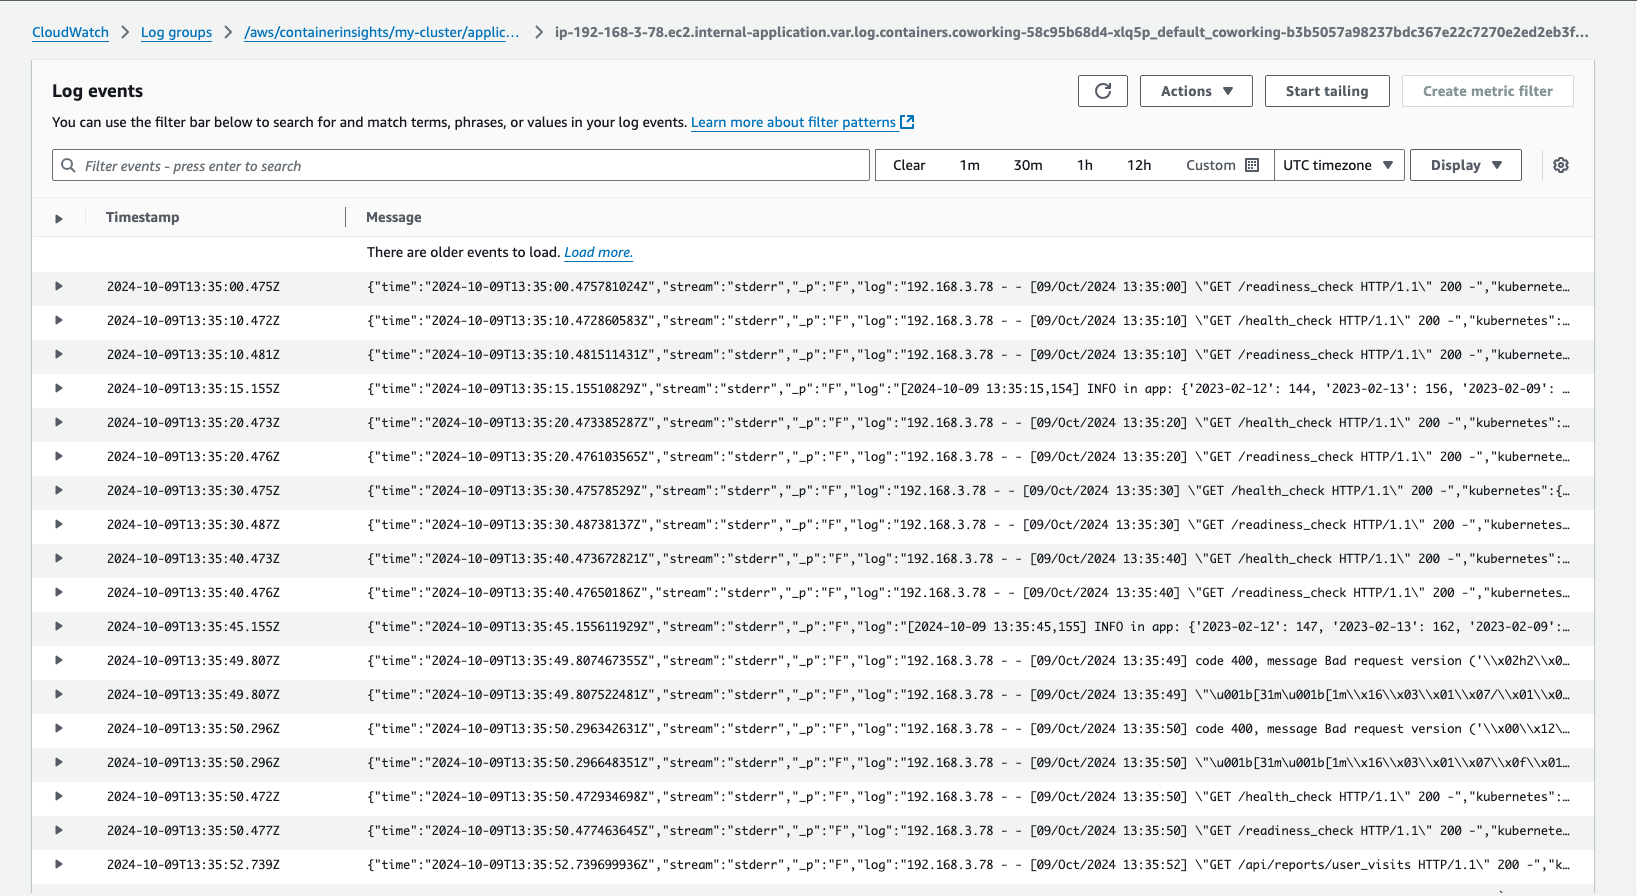 CloudWatch > Log groups > /aws/containerinsights/my-cluster/applic... > ip-192-168-3-78.ec2.internal-application.var.log.containers.coworking-58c95b68d4-xlq5p_default_coworking-b3b5057a98237bdc367e22c7270e2ed2eb3f...
Log events
Actions
Start tailing
Create metric filter
You can use the filter bar below to search for and match terms, phrases, or values in your log events. Learn more about filter patterns
Filter events - press enter to search
Clear 1m 30m 1h 12h Custom UTC timezone Display
Timestamp Message
There are older events to load. Load more.
2024-10-09T13:35:00.475Z {"time":"2024-10-09T13:35:00.475781024Z","stream":"stderr","_p":"F","log":"192.168.3.78 - - [09/Oct/2024 13:35:00] \"GET /readiness_check HTTP/1.1\" 200 -","kubernete...
2024-10-09T13:35:10.472Z {"time":"2024-10-09T13:35:10.472860583Z","stream":"stderr","_p":"F","log":"192.168.3.78 - - [09/Oct/2024 13:35:10] \"GET /health_check HTTP/1.1\" 200 -","kubernetes":...
2024-10-09T13:35:10.481Z {"time":"2024-10-09T13:35:10.481511431Z","stream":"stderr","_p":"F","log":"192.168.3.78 - - [09/Oct/2024 13:35:10] \"GET /readiness_check HTTP/1.1\" 200 -","kubernete...
2024-10-09T13:35:15.155Z {"time":"2024-10-09T13:35:15.15510829Z","stream":"stderr","_p":"F","log":"[2024-10-09 13:35:15,154] INFO in app: {'2023-02-12': 144, '2023-02-13': 156, '2023-02-09': ...
2024-10-09T13:35:20.473Z {"time":"2024-10-09T13:35:20.473385287Z","stream":"stderr","_p":"F","log":"192.168.3.78 - - [09/Oct/2024 13:35:20] \"GET /health_check HTTP/1.1\" 200 -","kubernetes":...
2024-10-09T13:35:20.476Z {"time":"2024-10-09T13:35:20.476103565Z","stream":"stderr","_p":"F","log":"192.168.3.78 - - [09/Oct/2024 13:35:20] \"GET /readiness_check HTTP/1.1\" 200 -","kubernete...
2024-10-09T13:35:30.475Z {"time":"2024-10-09T13:35:30.47578529Z","stream":"stderr","_p":"F","log":"192.168.3.78 - - [09/Oct/2024 13:35:30] \"GET /health_check HTTP/1.1\" 200 -","kubernetes":{...
2024-10-09T13:35:30.487Z {"time":"2024-10-09T13:35:30.48738137Z","stream":"stderr","_p":"F","log":"192.168.3.78 - - [09/Oct/2024 13:35:30] \"GET /readiness_check HTTP/1.1\" 200 -","kubernetes...
2024-10-09T13:35:40.473Z {"time":"2024-10-09T13:35:40.473672821Z","stream":"stderr","_p":"F","log":"192.168.3.78 - - [09/Oct/2024 13:35:40] \"GET /health_check HTTP/1.1\" 200 -","kubernetes":...
2024-10-09T13:35:40.476Z {"time":"2024-10-09T13:35:40.47650186Z","stream":"stderr","_p":"F","log":"192.168.3.78 - - [09/Oct/2024 13:35:40] \"GET /readiness_check HTTP/1.1\" 200 -","kubernetes...
2024-10-09T13:35:45.155Z {"time":"2024-10-09T13:35:45.155611929Z","stream":"stderr","_p":"F","log":"[2024-10-09 13:35:45,155] INFO in app: {'2023-02-12': 147, '2023-02-13': 162, '2023-02-09':...
2024-10-09T13:35:49.807Z {"time":"2024-10-09T13:35:49.807467355Z","stream":"stderr","_p":"F","log":"192.168.3.78 - - [09/Oct/2024 13:35:49] code 400, message Bad request version ('\\x02h2\\x0...
2024-10-09T13:35:49.807Z {"time":"2024-10-09T13:35:49.807522481Z","stream":"stderr","_p":"F","log":"192.168.3.78 - - [09/Oct/2024 13:35:49] \"\u001b[31m\u001b[1m\\x16\\x03\\x01\\x07/\\x01\\x0...
2024-10-09T13:35:50.296Z {"time":"2024-10-09T13:35:50.296342631Z","stream":"stderr","_p":"F","log":"192.168.3.78 - - [09/Oct/2024 13:35:50] code 400, message Bad request version ('\\x00\\x12\...
2024-10-09T13:35:50.296Z {"time":"2024-10-09T13:35:50.296648351Z","stream":"stderr","_p":"F","log":"192.168.3.78 - - [09/Oct/2024 13:35:50] \"\u001b[31m\u001b[1m\\x16\\x03\\x01\\x07\\x0f\\x01...
2024-10-09T13:35:50.472Z {"time":"2024-10-09T13:35:50.472934698Z","stream":"stderr","_p":"F","log":"192.168.3.78 - - [09/Oct/2024 13:35:50] \"GET /health_check HTTP/1.1\" 200 -","kubernetes":...
2024-10-09T13:35:50.477Z {"time":"2024-10-09T13:35:50.477463645Z","stream":"stderr","_p":"F","log":"192.168.3.78 - - [09/Oct/2024 13:35:50] \"GET /readiness_check HTTP/1.1\" 200 -","kubernete...
2024-10-09T13:35:52.739Z {"time":"2024-10-09T13:35:52.739699936Z","stream":"stderr","_p":"F","log":"192.168.3.78 - - [09/Oct/2024 13:35:52] \"GET /api/reports/user_visits HTTP/1.1\" 200 -","k...